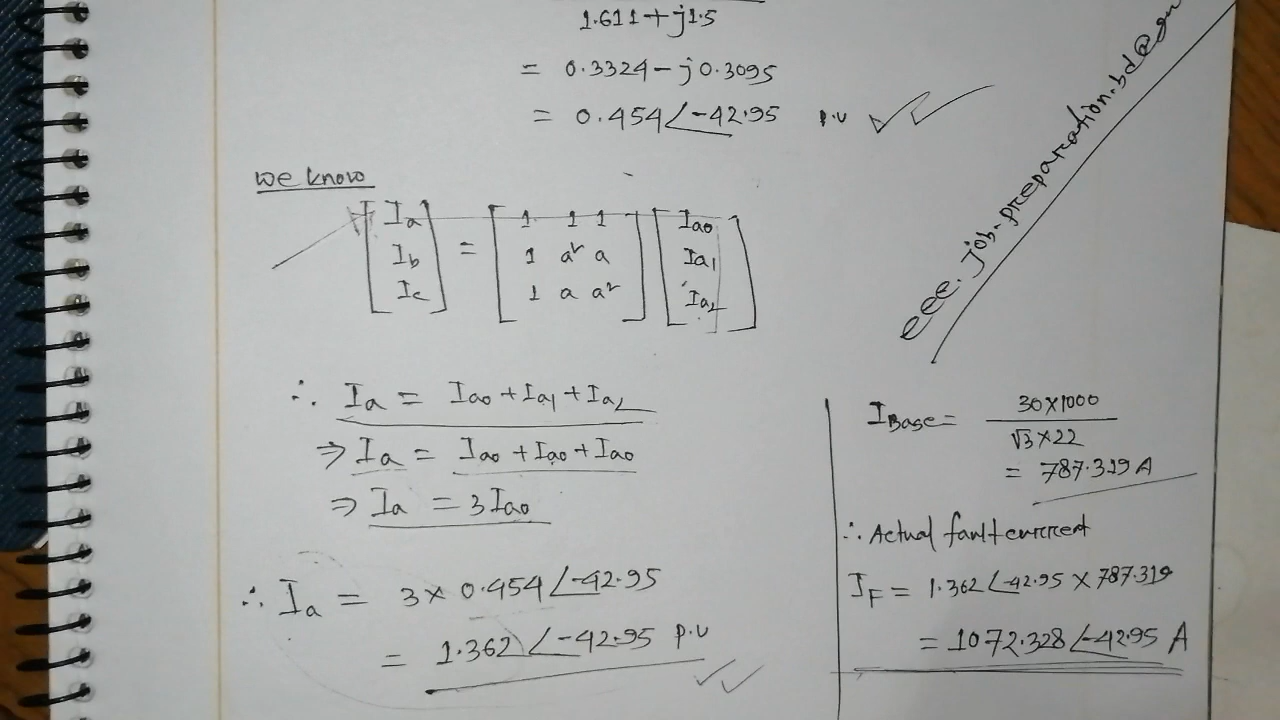 1.611+j1.5
= 0.3324-j0.3095
= 0.454∠-42.95 p.u
we know
[Ia Ib Ic] = [1 1 1; 1 a² a; 1 a a²] [Ia0 Ia1 Ia2]
∴ Ia = Ia0+Ia1+Ia2
⇒ Ia = Ia0+Ia0+Ia0
⇒ Ia = 3Ia0
∴ Ia = 3×0.454∠-42.95
= 1.362∠-42.95 p.u
IBase = 30×1000 / √3×22
= 787.319 A
∴ Actual fault current
IF = 1.362∠-42.95×787.319
= 1072.328∠-42.95 A
eee.job.preparation.bd@